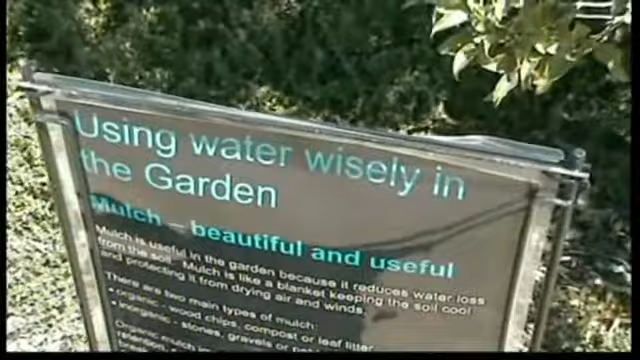 Using water wisely in
the Garden
Mulch – beautiful and useful
Mulch is useful in the garden because it reduces water loss
from the soil. Mulch is like a blanket keeping the soil cool
and protecting it from drying air and winds.
There are two main types of mulch:
• organic - wood chips, compost or leaf litter
• inorganic - stones, gravels or
Organic mulch